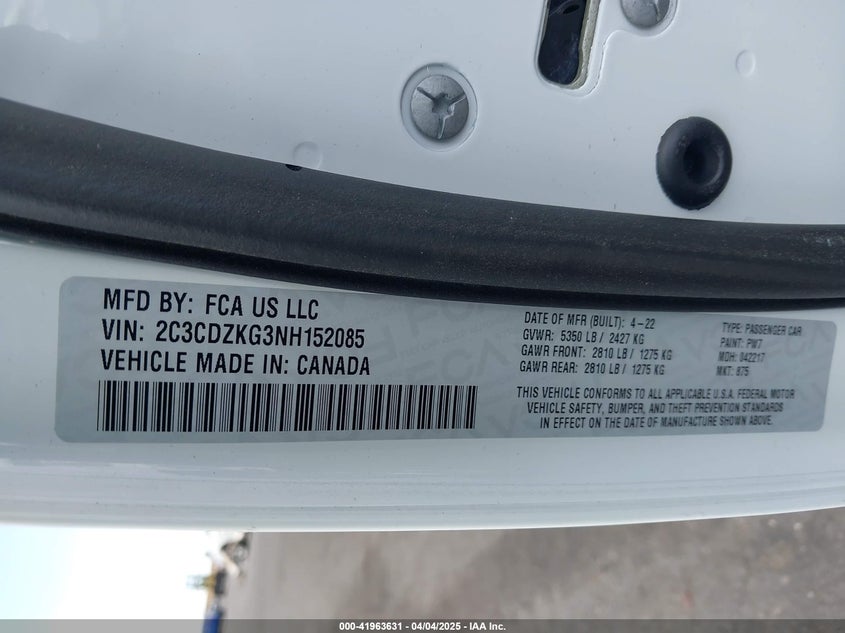 MFD BY: FCA US LLC
VIN: 2C3CDZKG3NH152085
VEHICLE MADE IN: CANADA
DATE OF MFR (BUILT): 4-22
GVWR: 5350 LB / 2427 KG
GAWR FRONT: 2810 LB / 1275 KG
GAWR REAR: 2810 LB / 1275 KG
TYPE: PASSENGER CAR
PAINT: PW7
MDH: 042217
MKT: 875
THIS VEHICLE CONFORMS TO ALL APPLICABLE U.S.A. FEDERAL MOTOR
VEHICLE SAFETY, BUMPER, AND THEFT PREVENTION STANDARDS
IN EFFECT ON THE DATE OF MANUFACTURE SHOWN ABOVE.
000-41963631 - 04/04/2025 - IAA Inc.